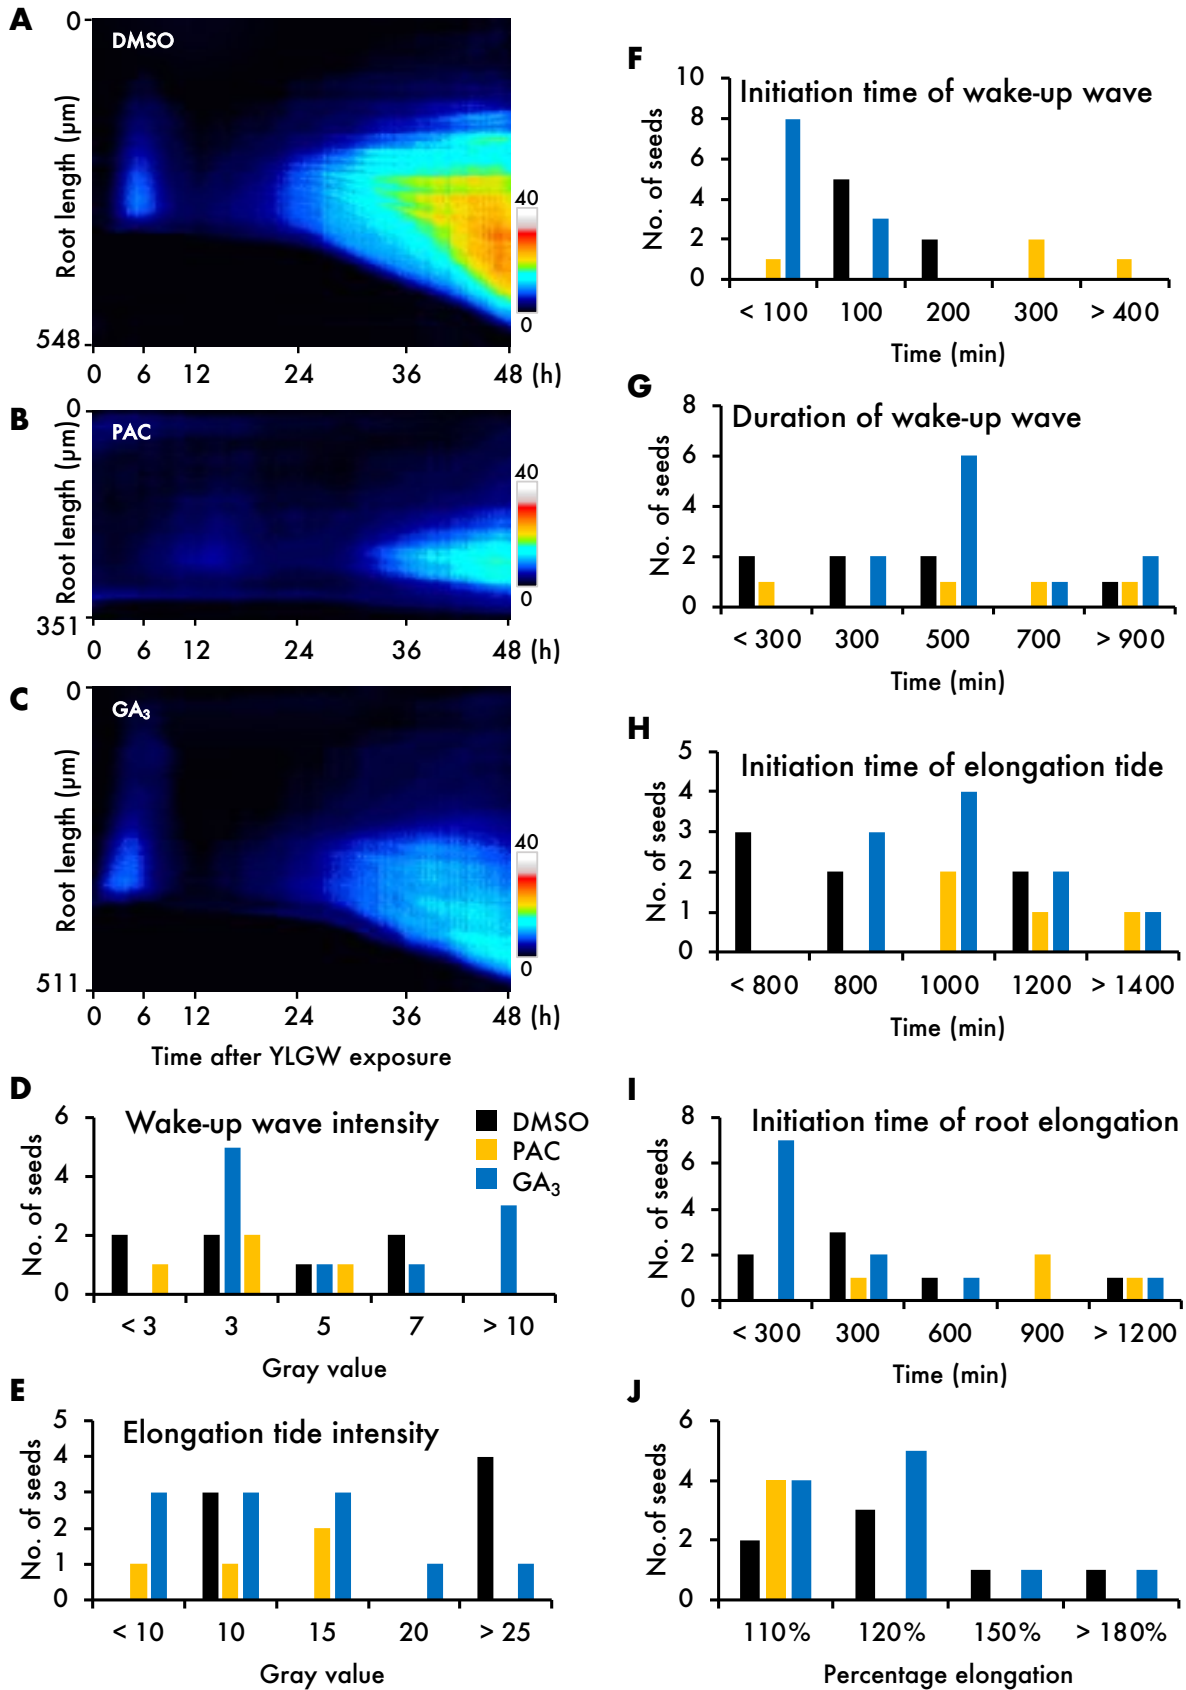 A
0
DMSO
Root length (µm)
40
0
548
0 6 12 24 36 48 (h)
B
0
PAC
Root length (µm)
40
0
351
0 6 12 24 36 48 (h)
C
0
GA3
Root length (µm)
40
0
511
0 6 12 24 36 48 (h)
Time after YLGW exposure
D
Wake-up wave intensity
DMSO
PAC
GA3
No. of seeds
6
4
2
0
< 3 3 5 7 > 10
Gray value
E
Elongation tide intensity
No. of seeds
5
4
3
2
1
0
< 10 10 15 20 > 25
Gray value
F
Initiation time of wake-up wave
No. of seeds
10
8
6
4
2
0
< 100 100 200 300 > 400
Time (min)
G
Duration of wake-up wave
No. of seeds
8
6
4
2
0
< 300 300 500 700 > 900
Time (min)
H
Initiation time of elongation tide
No. of seeds
5
4
3
2
1
0
< 800 800 1000 1200 > 1400
Time (min)
I
Initiation time of root elongation
No. of seeds
8
6
4
2
0
< 300 300 600 900 > 1200
Time (min)
J
No.of seeds
6
4
2
0
110% 120% 150% > 180%
Percentage elongation